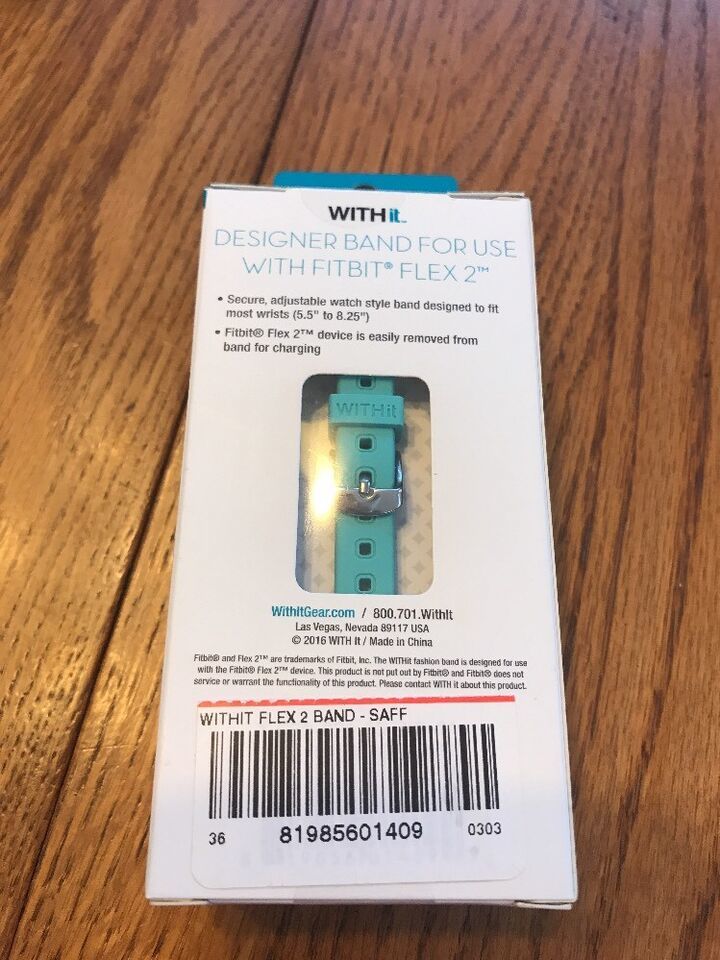 WITHit™
DESIGNER BAND FOR USE
WITH FITBIT® FLEX 2™
• Secure, adjustable watch style band designed to fit
most wrists (5.5" to 8.25")
• Fitbit® Flex 2™ device is easily removed from
band for charging
WITHit
WithItGear.com / 800.701.WithIt
Las Vegas, Nevada 89117 USA
© 2016 WITH It / Made in China
Fitbit® and Flex 2™ are trademarks of Fitbit, Inc. The WITHit fashion band is designed for use
with the Fitbit® Flex 2™ device. This product is not put out by Fitbit® and Fitbit® does not
service or warrant the functionality of this product. Please contact WITH it about this product.
WITHIT FLEX 2 BAND - SAFF
36 81985601409 0303